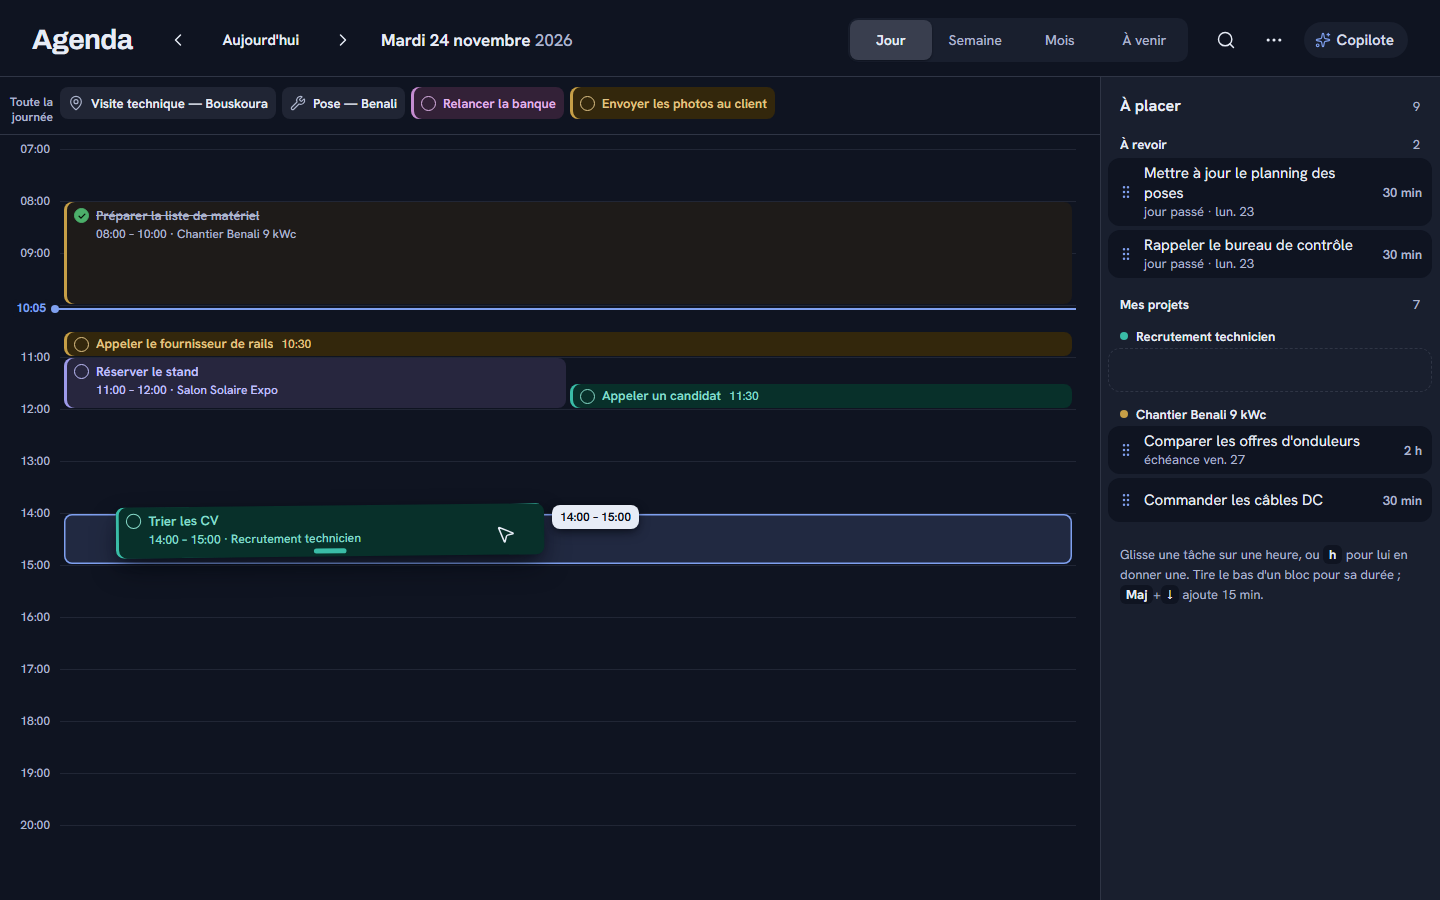 Agenda
Aujourd'hui
Mardi 24 novembre 2026
Jour
Semaine
Mois
À venir
Copilote
Toute la
journée
Visite technique — Bouskoura
Pose — Benali
Relancer la banque
Envoyer les photos au client
07:00
08:00
Préparer la liste de matériel
08:00 – 10:00 · Chantier Benali 9 kWc
09:00
10:05
Appeler le fournisseur de rails 10:30
11:00
Réserver le stand
11:00 – 12:00 · Salon Solaire Expo
Appeler un candidat 11:30
12:00
13:00
14:00
Trier les CV
14:00 – 15:00 · Recrutement technicien
14:00 – 15:00
15:00
16:00
17:00
18:00
19:00
20:00
À placer 9
À revoir 2
Mettre à jour le planning des
poses
jour passé · lun. 23
30 min
Rappeler le bureau de contrôle
jour passé · lun. 23
30 min
Mes projets 7
Recrutement technicien
Chantier Benali 9 kWc
Comparer les offres d'onduleurs
échéance ven. 27
2 h
Commander les câbles DC
30 min
Glisse une tâche sur une heure, ou h pour lui en
donner une. Tire le bas d'un bloc pour sa durée ;
Maj + ↓ ajoute 15 min.